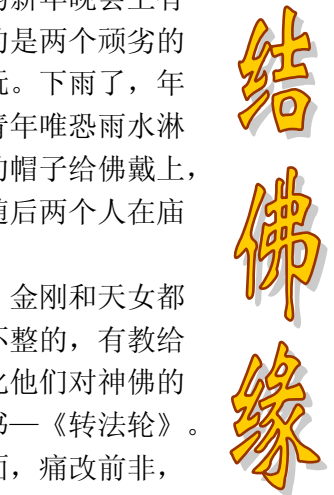 的新年晚会上有
的是两个顽劣的
玩。下雨了，年
青年唯恐雨水淋
的帽子给佛戴上，
随后两个人在庙
金刚和天女都
不整的，有教给
化他们对神佛的
书—《转法轮》。
面，痛改前非，
结佛缘